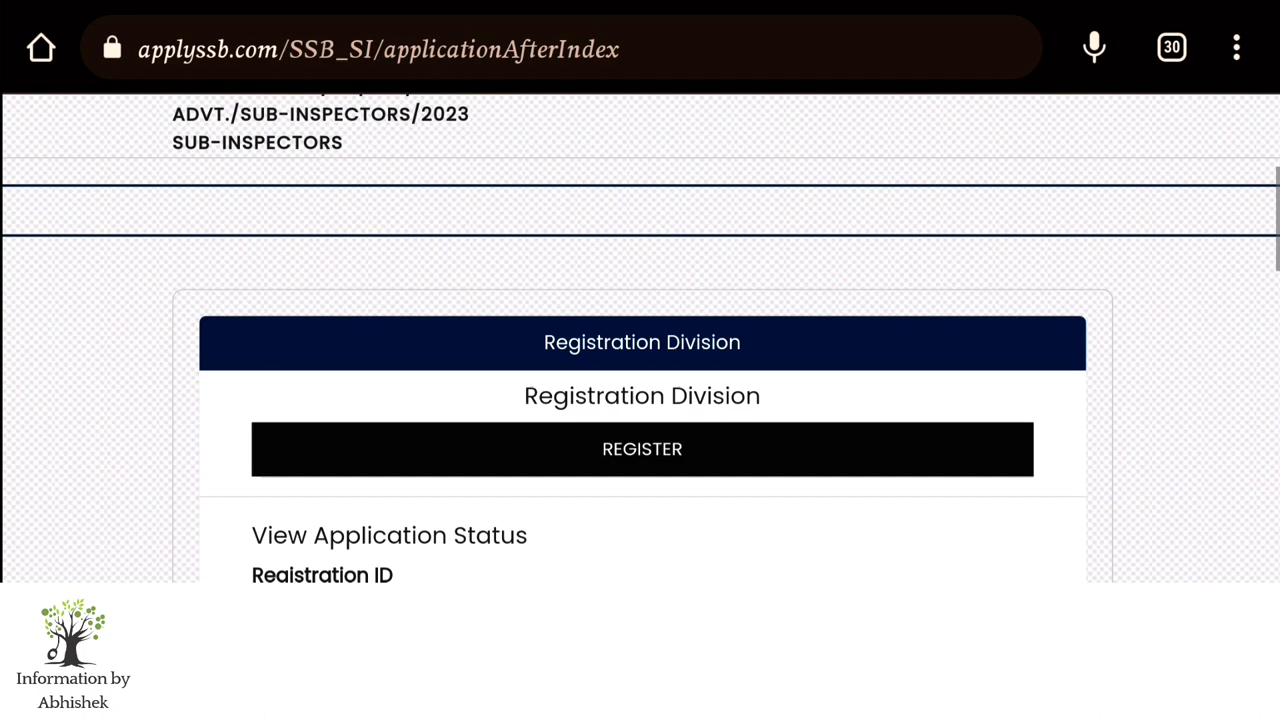 applyssb.com/SSB_SI/applicationAfterIndex
30
ADVT./SUB-INSPECTORS/2023
SUB-INSPECTORS
Registration Division
Registration Division
REGISTER
View Application Status
Registration ID
Information by
Abhishek